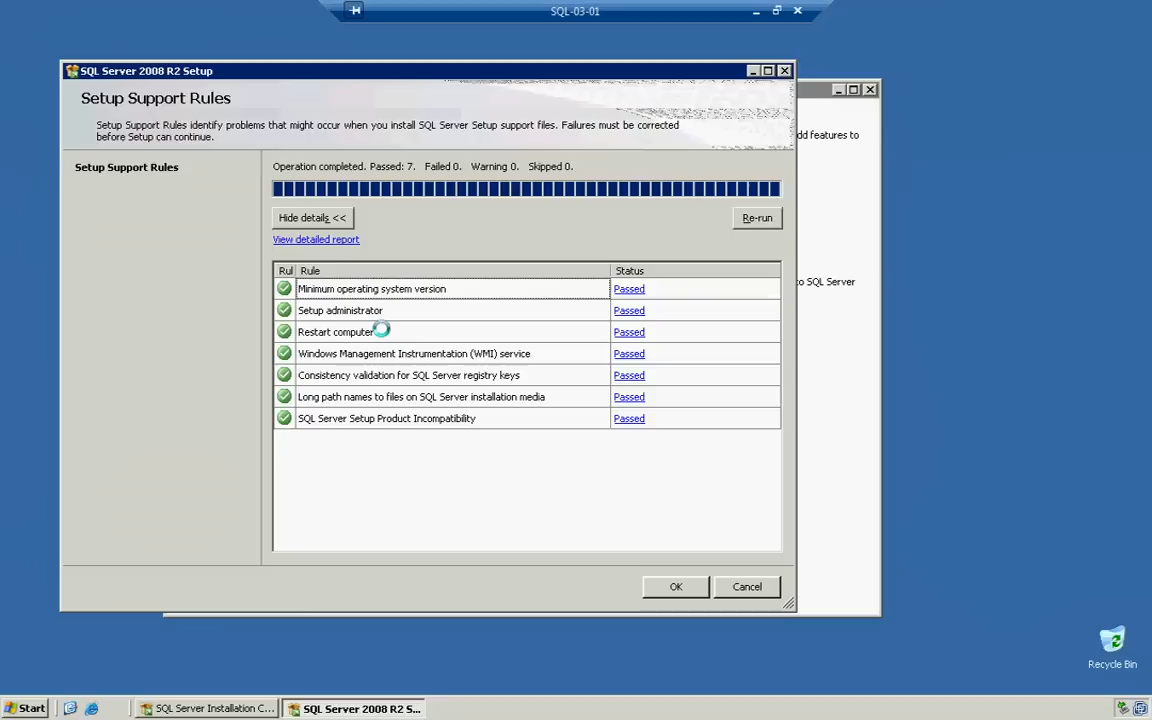 SQL-03-01
SQL Server 2008 R2 Setup
Setup Support Rules
Setup Support Rules identify problems that might occur when you install SQL Server Setup support files. Failures must be corrected
before Setup can continue.
dd features to
Setup Support Rules
Operation completed. Passed: 7. Failed 0. Warning 0. Skipped 0.
Hide details <<
Re-run
View detailed report
Rul Rule Status
to SQL Server
Minimum operating system version Passed
Setup administrator Passed
Restart computer Passed
Windows Management Instrumentation (WMI) service Passed
Consistency validation for SQL Server registry keys Passed
Long path names to files on SQL Server installation media Passed
SQL Server Setup Product Incompatibility Passed
OK Cancel
Recycle Bin
Start SQL Server Installation C... SQL Server 2008 R2 S...